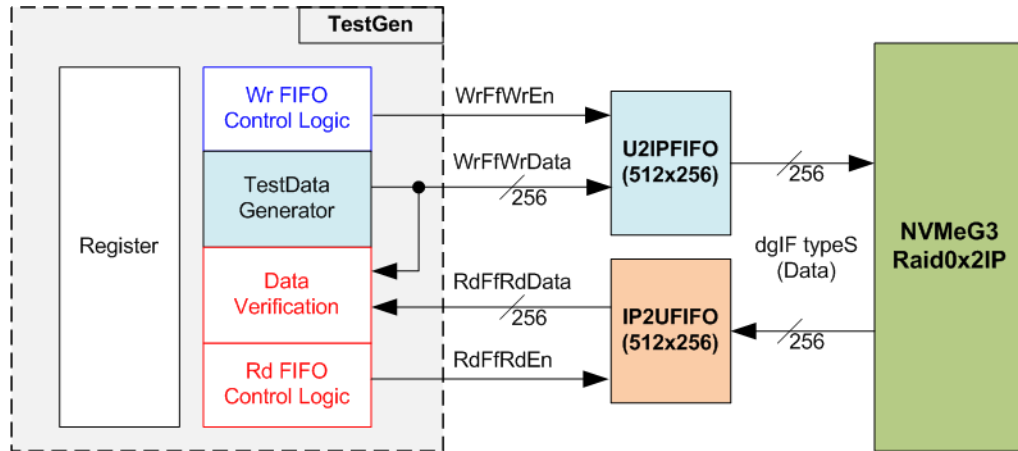 TestGen
Register
Wr FIFO
Control Logic
TestData
Generator
Data
Verification
Rd FIFO
Control Logic
WrFfWrEn
WrFfWrData
256
RdFfRdData
256
RdFfRdEn
U2IPFIFO
(512x256)
IP2UFIFO
(512x256)
256
dgIF typeS
(Data)
256
NVMeG3
Raid0x2IP